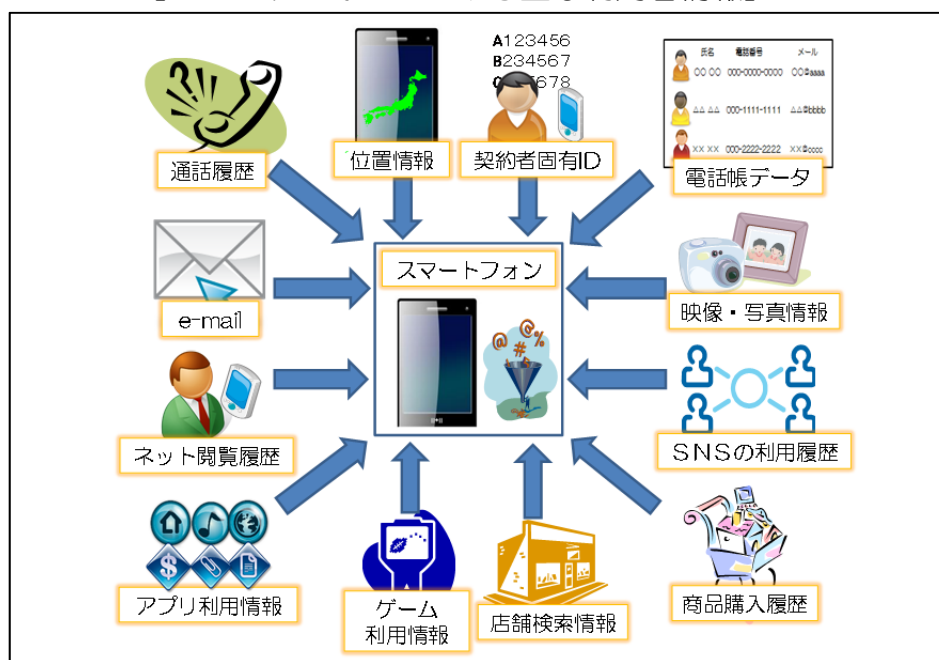 A123456
B234567
5678
氏名 電話番号 メール
○○ ○○ 000-0000-0000 ○○@aaaa
△△ △△ 000-1111-1111 △△@bbbb
×× ×× 000-2222-2222 ××@cccc
通話履歴
位置情報
契約者固有ID
電話帳データ
スマートフォン
e-mail
映像・写真情報
@ @ % #
ネット閲覧履歴
SNSの利用履歴
$
アプリ利用情報
ゲーム
利用情報
店舗検索情報
商品購入履歴